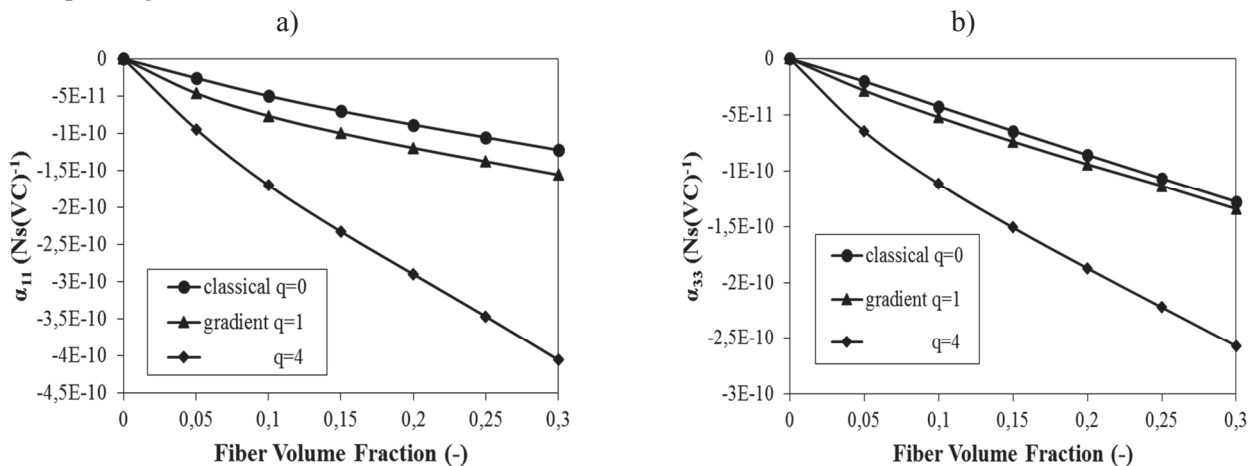 a)
0
-5E-11
-1E-10
-1,5E-10
-2E-10
-2,5E-10
-3E-10
-3,5E-10
-4E-10
-4,5E-10
α11 (Ns(VC)-1)
classical q=0
gradient q=1
q=4
0 0,05 0,1 0,15 0,2 0,25 0,3
Fiber Volume Fraction (-)
b)
0
-5E-11
-1E-10
-1,5E-10
-2E-10
-2,5E-10
-3E-10
α33 (Ns(VC)-1)
classical q=0
gradient q=1
q=4
0 0,05 0,1 0,15 0,2 0,25 0,3
Fiber Volume Fraction (-)